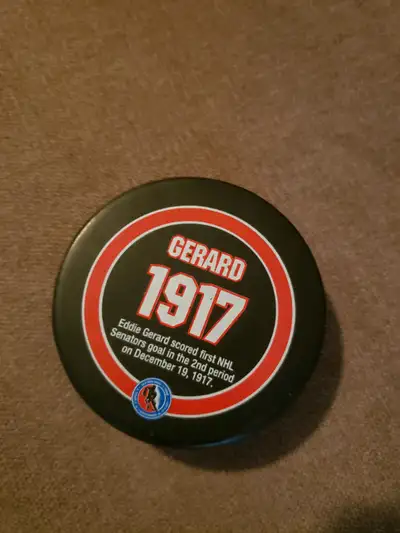 GERARD
1917
Eddie Gerard scored first NHL
Senators goal in the 2nd period
on December 19, 1917.